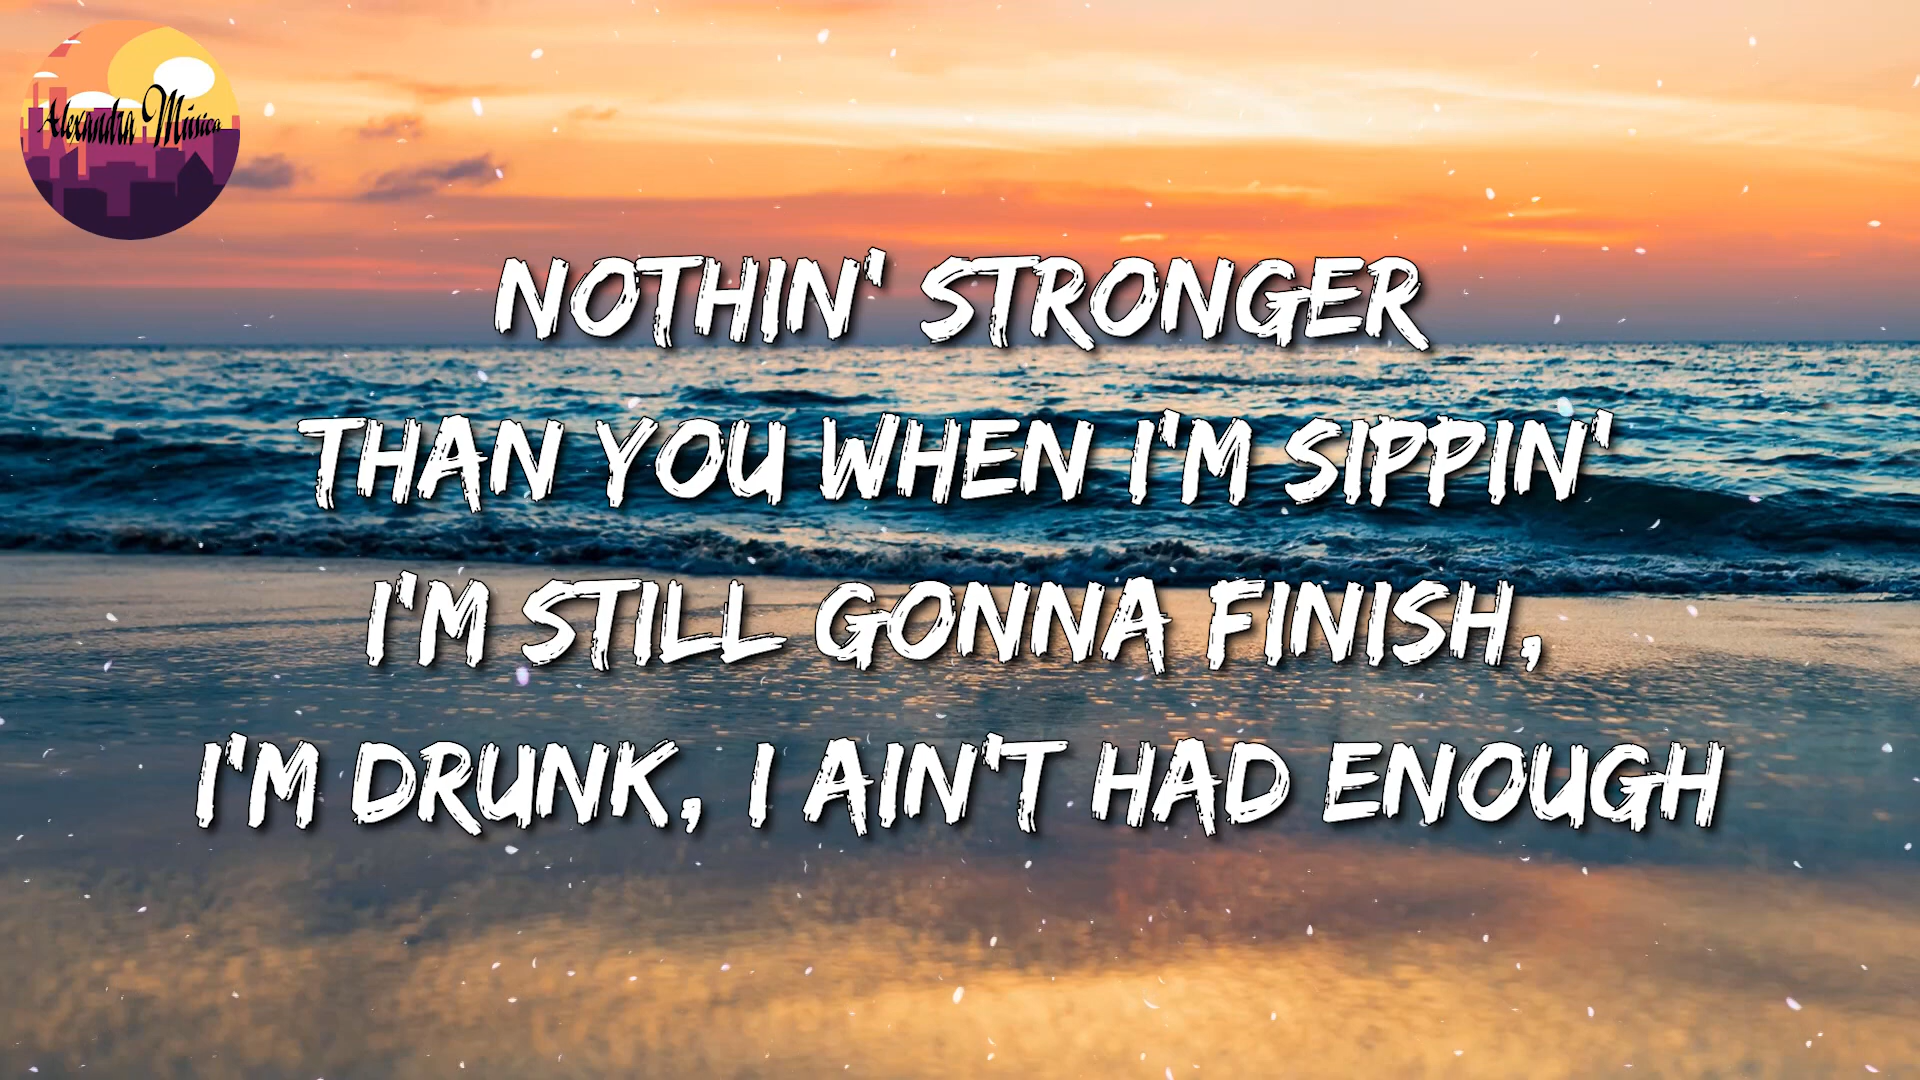 Alexandra Música
NOTHIN' STRONGER
THAN YOU WHEN I'M SIPPIN'
I'M STILL GONNA FINISH,
I'M DRUNK, I AIN'T HAD ENOUGH